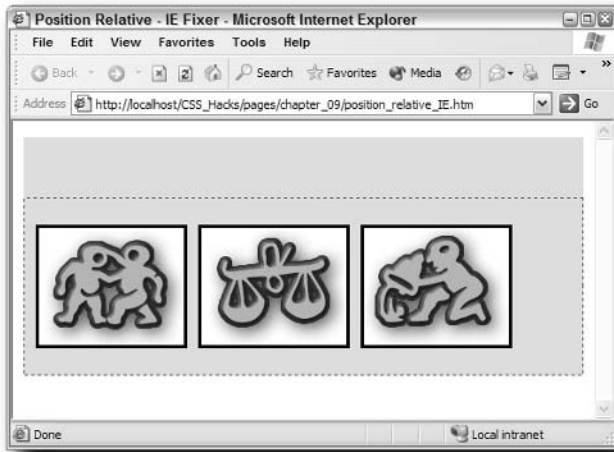 Position Relative - IE Fixer - Microsoft Internet Explorer
File Edit View Favorites Tools Help
Back Search Favorites Media »
Address http://localhost/CSS_Hacks/pages/chapter_09/position_relative_IE.htm Go
Done Local intranet